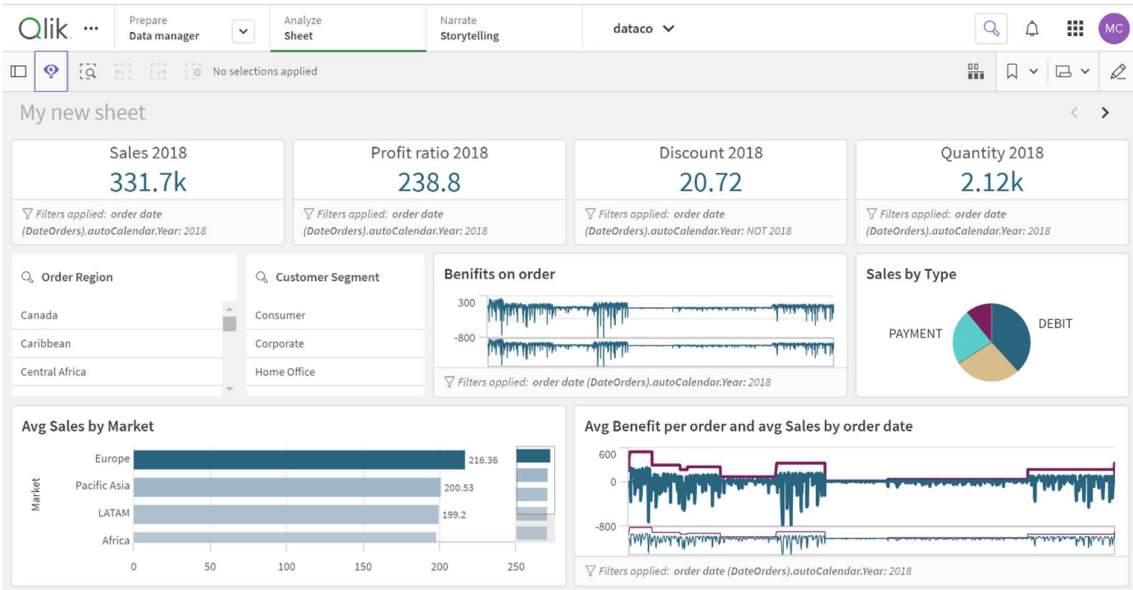 Qlik
Prepare
Data manager
Analyze
Sheet
Narrate
Storytelling
dataco
MC
No selections applied
My new sheet
Sales 2018
331.7k
Filters applied: order date
(DateOrders).autoCalendar.Year: 2018
Profit ratio 2018
238.8
Filters applied: order date
(DateOrders).autoCalendar.Year: 2018
Discount 2018
20.72
Filters applied: order date
(DateOrders).autoCalendar.Year: NOT 2018
Quantity 2018
2.12k
Filters applied: order date
(DateOrders).autoCalendar.Year: 2018
Order Region
Canada
Caribbean
Central Africa
Customer Segment
Consumer
Corporate
Home Office
Benifits on order
300
-800
Filters applied: order date (DateOrders).autoCalendar.Year: 2018
Sales by Type
PAYMENT
DEBIT
Avg Sales by Market
Market
Europe
216.36
Pacific Asia
200.53
LATAM
199.2
Africa
0 50 100 150 200 250
Avg Benefit per order and avg Sales by order date
600
0
-800
Filters applied: order date (DateOrders).autoCalendar.Year: 2018